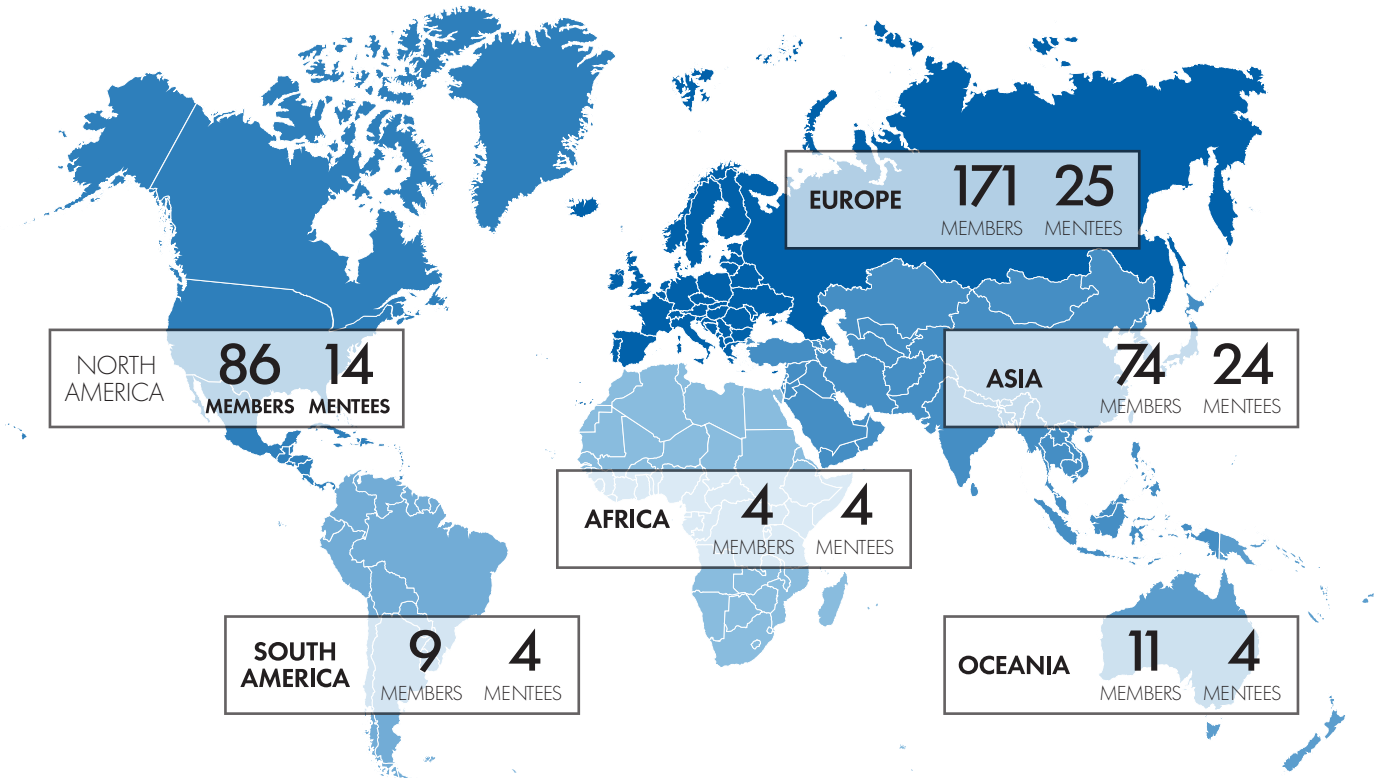 EUROPE
171 25
MEMBERS MENTEES
NORTH
AMERICA
86 14
MEMBERS MENTEES
ASIA
74 24
MEMBERS MENTEES
AFRICA
4 4
MEMBERS MENTEES
SOUTH
AMERICA
9 4
MEMBERS MENTEES
OCEANIA
11 4
MEMBERS MENTEES